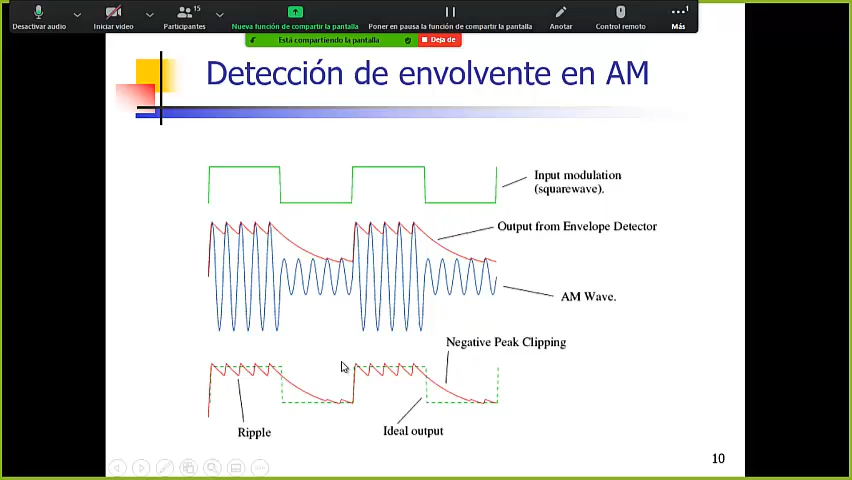 15
1
Desactivar audio
Iniciar video
Participantes
Nueva función de compartir la pantalla
Poner en pausa la función de compartir la pantalla
Anotar
Control remoto
Más
Está compartiendo la pantalla
Deja de
Detección de envolvente en AM
Input modulation
(squarewave).
Output from Envelope Detector
AM Wave.
Negative Peak Clipping
Ripple
Ideal output
10